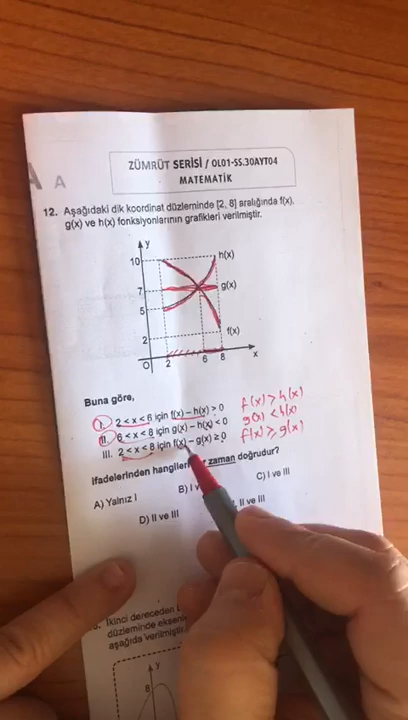 A A
ZÜMRÜT SERİSİ / OL01-SS.30AYT04
MATEMATİK
12. Aşağıdaki dik koordinat düzleminde [2, 8] aralığında f(x),
g(x) ve h(x) fonksiyonlarının grafikleri verilmiştir.
y
10
h(x)
7
g(x)
5
2
f(x)
O 2 6 8 x
Buna göre,
I. 2 < x < 6 için f(x) – h(x) > 0
f(x) > h(x)
II. 6 < x < 8 için g(x) – h(x) < 0
g(x) < h(x)
III. 2 < x < 8 için f(x) – g(x) ≥ 0
f(x) ≥ g(x)
ifadelerinden hangileri zaman doğrudur?
A) Yalnız I
B) I
C) I ve III
D) II ve III
II ve III
İkinci dereceden
düzleminde eksen
aşağıda verilmiştir.
y
8